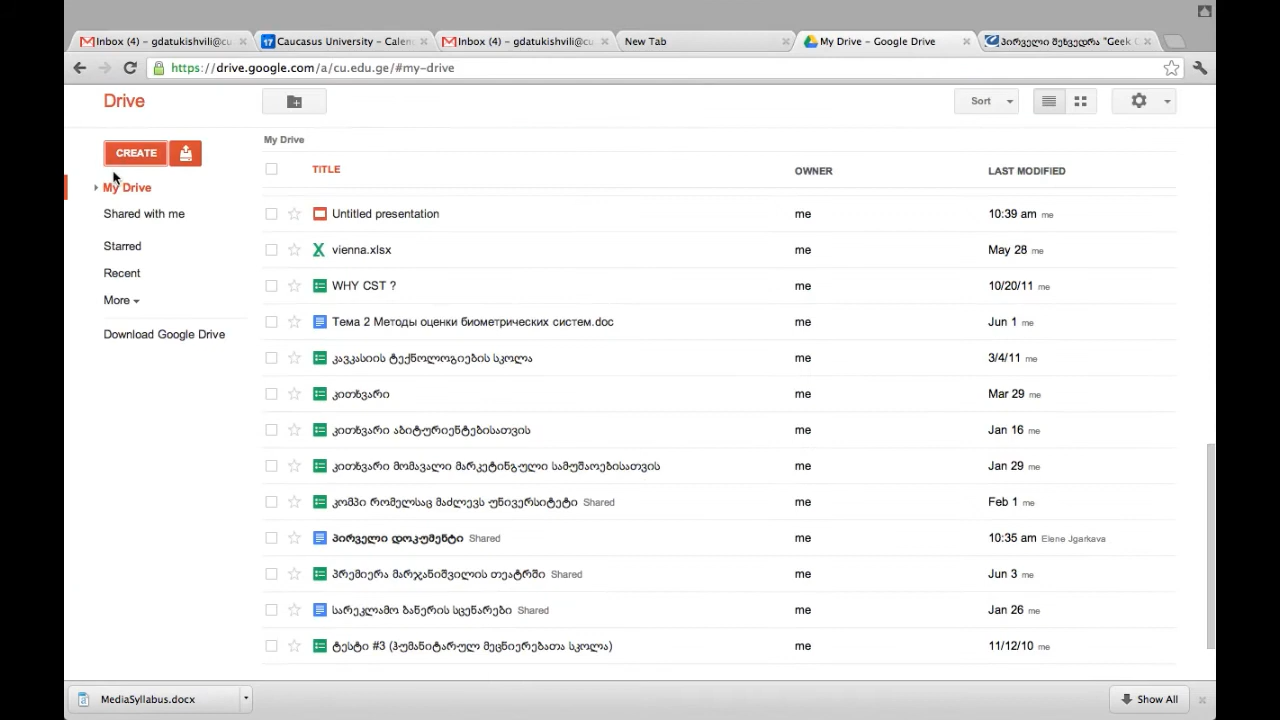 Inbox (4) - gdatukishvili@cu
17 Caucasus University - Calen
Inbox (4) - gdatukishvili@cu
New Tab
My Drive - Google Drive
პირველი შეხვედრა "Geek C
https://drive.google.com/a/cu.edu.ge/#my-drive
Drive
Sort
My Drive
CREATE
My Drive
Shared with me
Starred
Recent
More
Download Google Drive
TITLE OWNER LAST MODIFIED
Untitled presentation me 10:39 am me
vienna.xlsx me May 28 me
WHY CST ? me 10/20/11 me
Тема 2 Методы оценки биометрических систем.doc me Jun 1 me
კავკასიის ტექნოლოგიების სკოლა me 3/4/11 me
კითხვარი me Mar 29 me
კითხვარი აბიტურიენტებისათვის me Jan 16 me
კითხვარი მომავალი მარკეტინგული სამუშაოებისათვის me Jan 29 me
კომპი რომელსაც მაძლევს უნივერსიტეტი Shared me Feb 1 me
პირველი დოკუმენტი Shared me 10:35 am Elene Jgarkava
პრემიერა მარჯანიშვილის თეატრში Shared me Jun 3 me
სარეკლამო ბანერის სცენარები Shared me Jan 26 me
ტესტი #3 (ჰუმანიტარულ მეცნიერებათა სკოლა) me 11/12/10 me
MediaSyllabus.docx
Show All